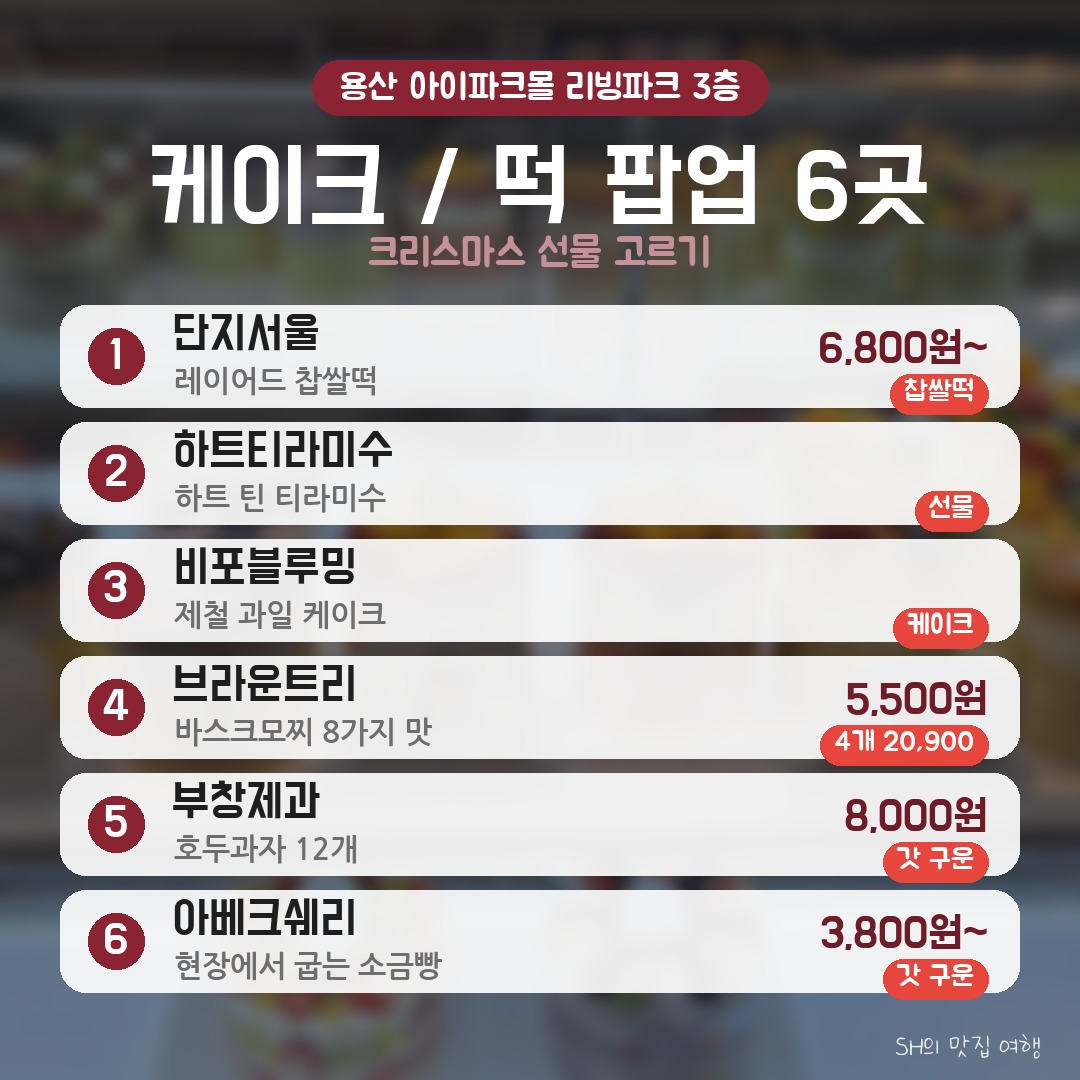 용산 아이파크몰 리빙파크 3층
케이크 / 떡 팝업 6곳
크리스마스 선물 고르기
1
단지서울
레이어드 찹쌀떡
6,800원~
찹쌀떡
2
하트티라미수
하트 틴 티라미수
선물
3
비포블루밍
제철 과일 케이크
케이크
4
브라운트리
바스크모찌 8가지 맛
5,500원
4개 20,900
5
부창제과
호두과자 12개
8,000원
갓 구운
6
아베크쉐리
현장에서 굽는 소금빵
3,800원~
갓 구운
SH의 맛집 여행